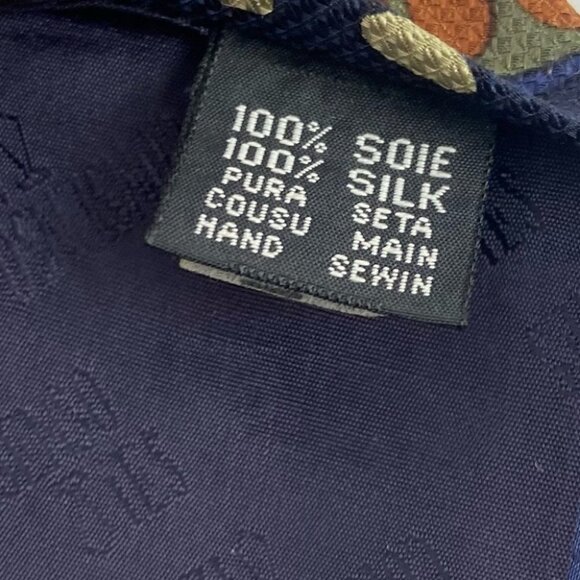 100% SOIE
100% SILK
PURA SETA
COUSU MAIN
HAND SEWIN